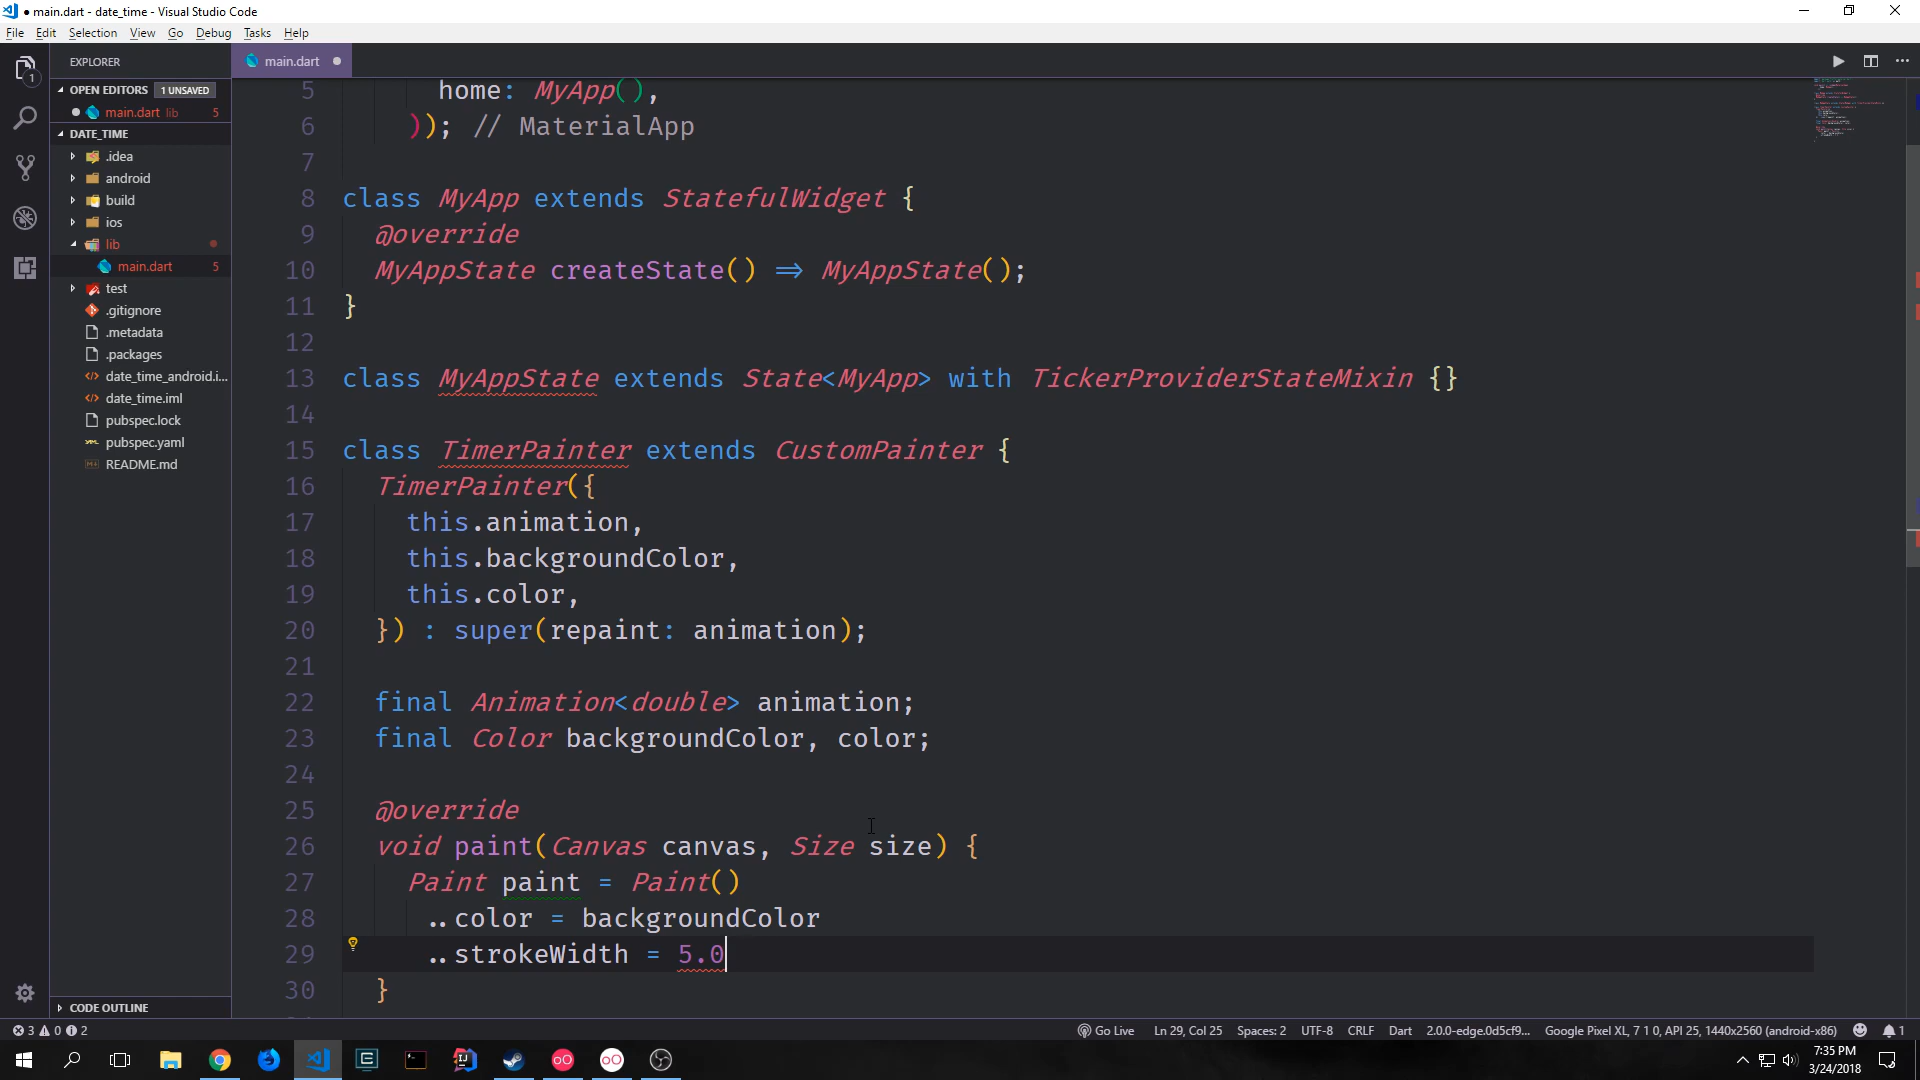 ● main.dart - date_time - Visual Studio Code
File Edit Selection View Go Debug Tasks Help
EXPLORER
main.dart
OPEN EDITORS 1 UNSAVED
main.dart lib 5
DATE_TIME
.idea
android
build
ios
lib
main.dart 5
test
.gitignore
.metadata
.packages
date_time_android.i...
date_time.iml
pubspec.lock
pubspec.yaml
README.md
CODE OUTLINE
1
5 home: MyApp(),
6 )); // MaterialApp
7
8 class MyApp extends StatefulWidget {
9 @override
10 MyAppState createState() => MyAppState();
11 }
12
13 class MyAppState extends State<MyApp> with TickerProviderStateMixin {}
14
15 class TimerPainter extends CustomPainter {
16 TimerPainter({
17 this.animation,
18 this.backgroundColor,
19 this.color,
20 }) : super(repaint: animation);
21
22 final Animation<double> animation;
23 final Color backgroundColor, color;
24
25 @override
26 void paint(Canvas canvas, Size size) {
27 Paint paint = Paint()
28 ..color = backgroundColor
29 ..strokeWidth = 5.0
30 }
3 0 2
Go Live Ln 29, Col 25 Spaces: 2 UTF-8 CRLF Dart 2.0.0-edge.0d5cf9... Google Pixel XL, 7 1 0, API 25, 1440x2560 (android-x86) 1
7:35 PM
3/24/2018